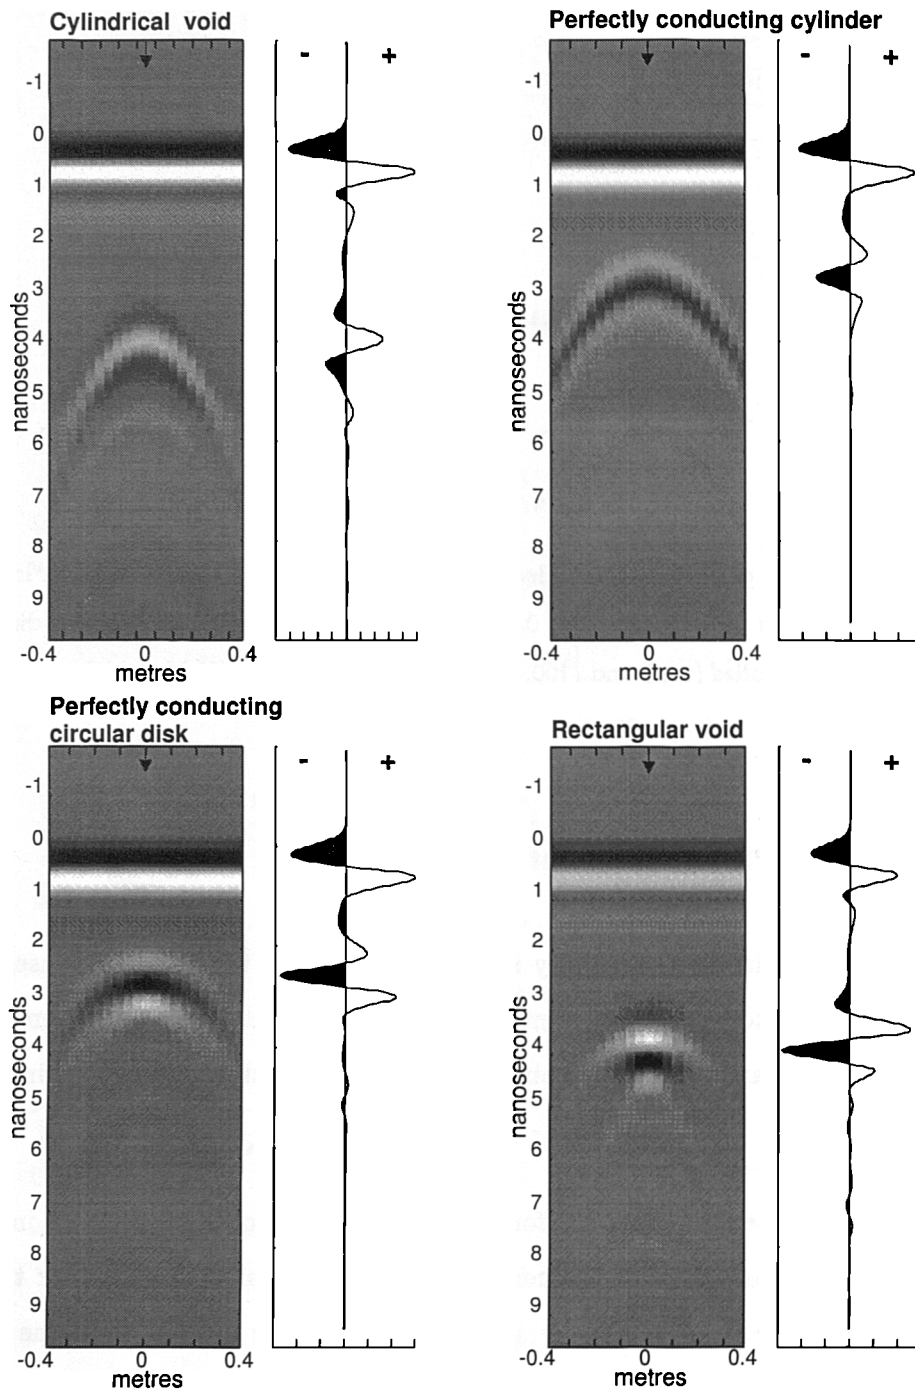 Cylindrical void
- +
-1
0
1
2
3
4
5
6
7
8
9
nanoseconds
-0.4 0 0.4
metres
Perfectly conducting cylinder
- +
-1
0
1
2
3
4
5
6
7
8
9
nanoseconds
-0.4 0 0.4
metres
Perfectly conducting
circular disk
- +
-1
0
1
2
3
4
5
6
7
8
9
nanoseconds
-0.4 0 0.4
metres
Rectangular void
- +
-1
0
1
2
3
4
5
6
7
8
9
nanoseconds
-0.4 0 0.4
metres